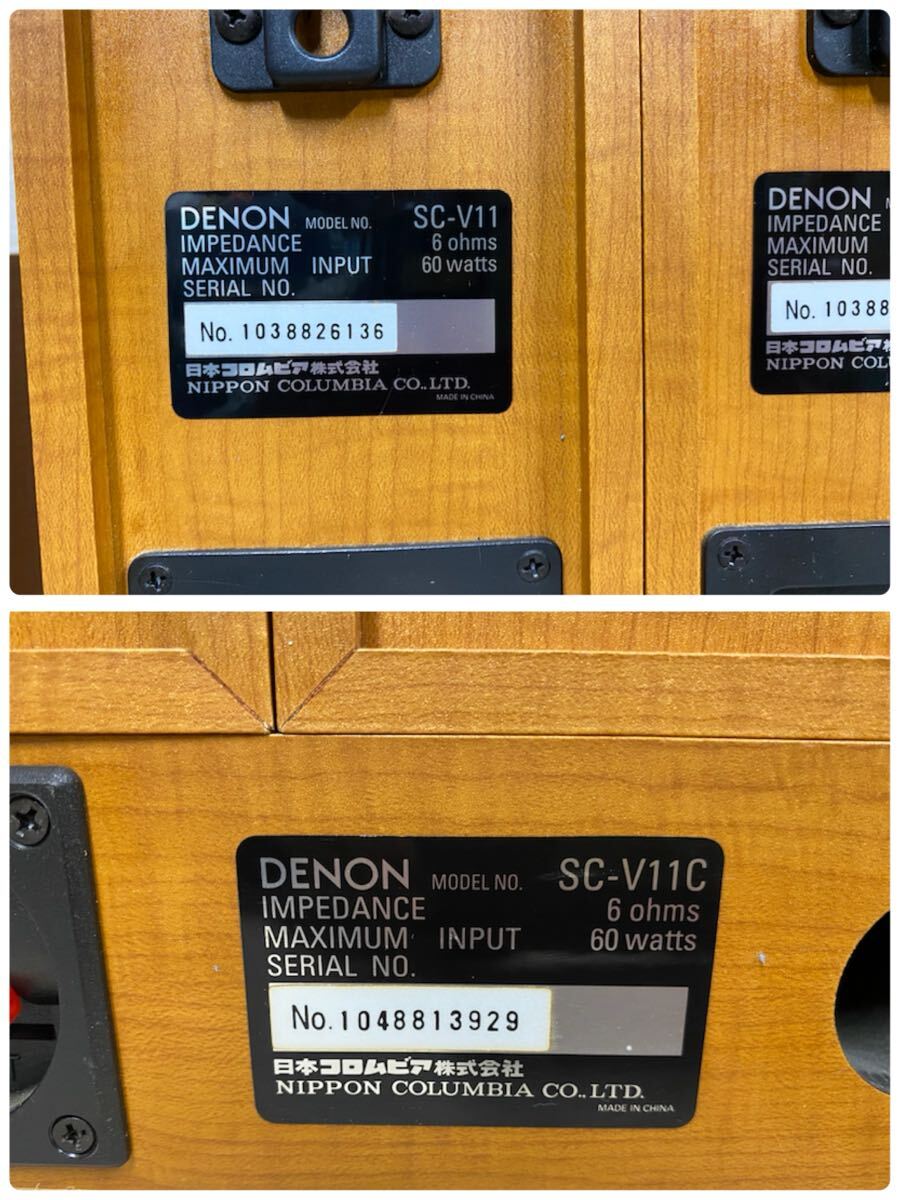 DENON MODEL NO. SC-V11
IMPEDANCE 6 ohms
MAXIMUM INPUT 60 watts
SERIAL NO.
No. 1038826136
日本コロムビア株式会社
NIPPON COLUMBIA CO.,LTD.
MADE IN CHINA
DENON
IMPEDANCE
MAXIMUM
SERIAL NO.
No. 10388
日本コロムビア株
NIPPON COLU
DENON MODEL NO. SC-V11C
IMPEDANCE 6 ohms
MAXIMUM INPUT 60 watts
SERIAL NO.
No. 1048813929
日本コロムビア株式会社
NIPPON COLUMBIA CO.,LTD.
MADE IN CHINA